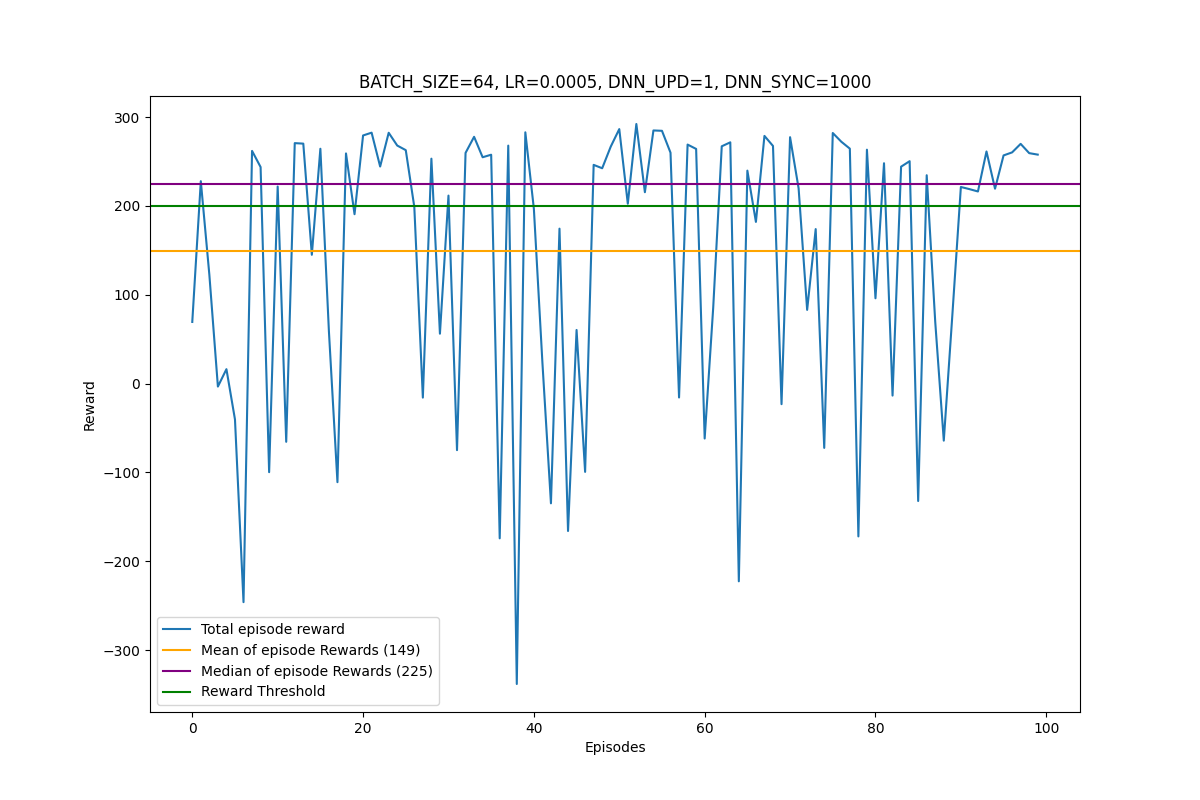 BATCH_SIZE=64, LR=0.0005, DNN_UPD=1, DNN_SYNC=1000
300
200
100
0
−100
−200
−300
Reward
Total episode reward
Mean of episode Rewards (149)
Median of episode Rewards (225)
Reward Threshold
0 20 40 60 80 100
Episodes